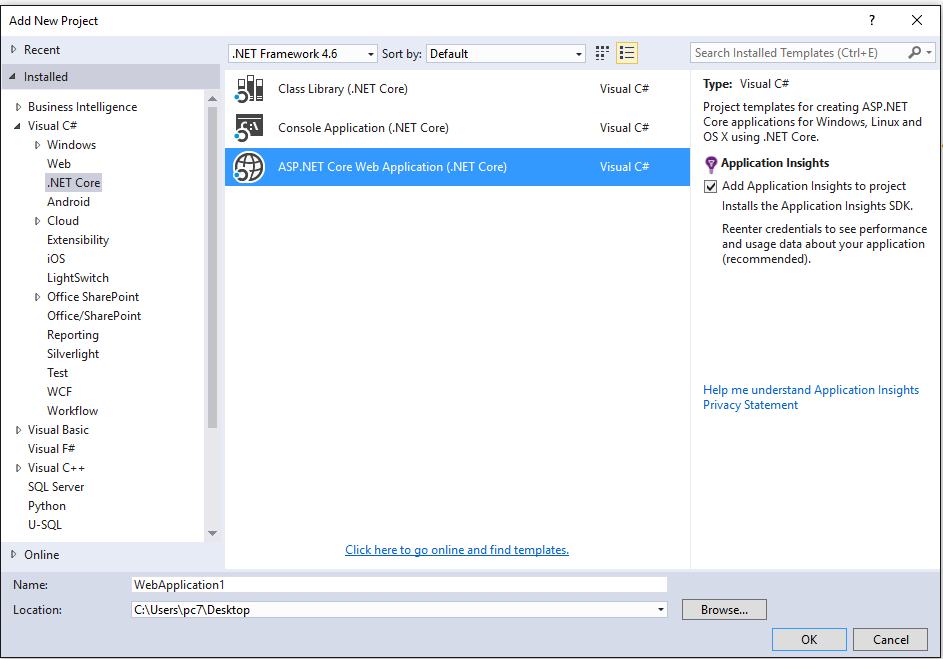 Add New Project
?
Recent
.NET Framework 4.6
Sort by:
Default
Search Installed Templates (Ctrl+E)
Installed
Business Intelligence
Visual C#
Windows
Web
.NET Core
Android
Cloud
Extensibility
iOS
LightSwitch
Office SharePoint
Office/SharePoint
Reporting
Silverlight
Test
WCF
Workflow
Visual Basic
Visual F#
Visual C++
SQL Server
Python
U-SQL
Online
Class Library (.NET Core) Visual C#
Console Application (.NET Core) Visual C#
ASP.NET Core Web Application (.NET Core) Visual C#
Click here to go online and find templates.
Type: Visual C#
Project templates for creating ASP.NET
Core applications for Windows, Linux and
OS X using .NET Core.
Application Insights
Add Application Insights to project
Installs the Application Insights SDK.
Reenter credentials to see performance
and usage data about your application
(recommended).
Help me understand Application Insights
Privacy Statement
Name: WebApplication1
Location: C:\Users\pc7\Desktop
Browse...
OK
Cancel